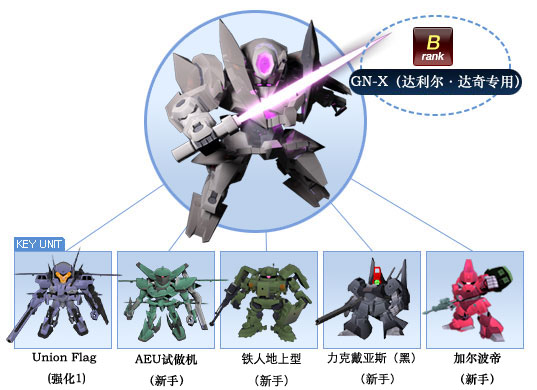 B
rank
GN-X（达利尔·达奇专用）
KEY UNIT
Union Flag
(强化1)
AEU试做机
(新手)
铁人地上型
(新手)
力克戴亚斯（黑）
(新手)
加尔波帝
(新手)